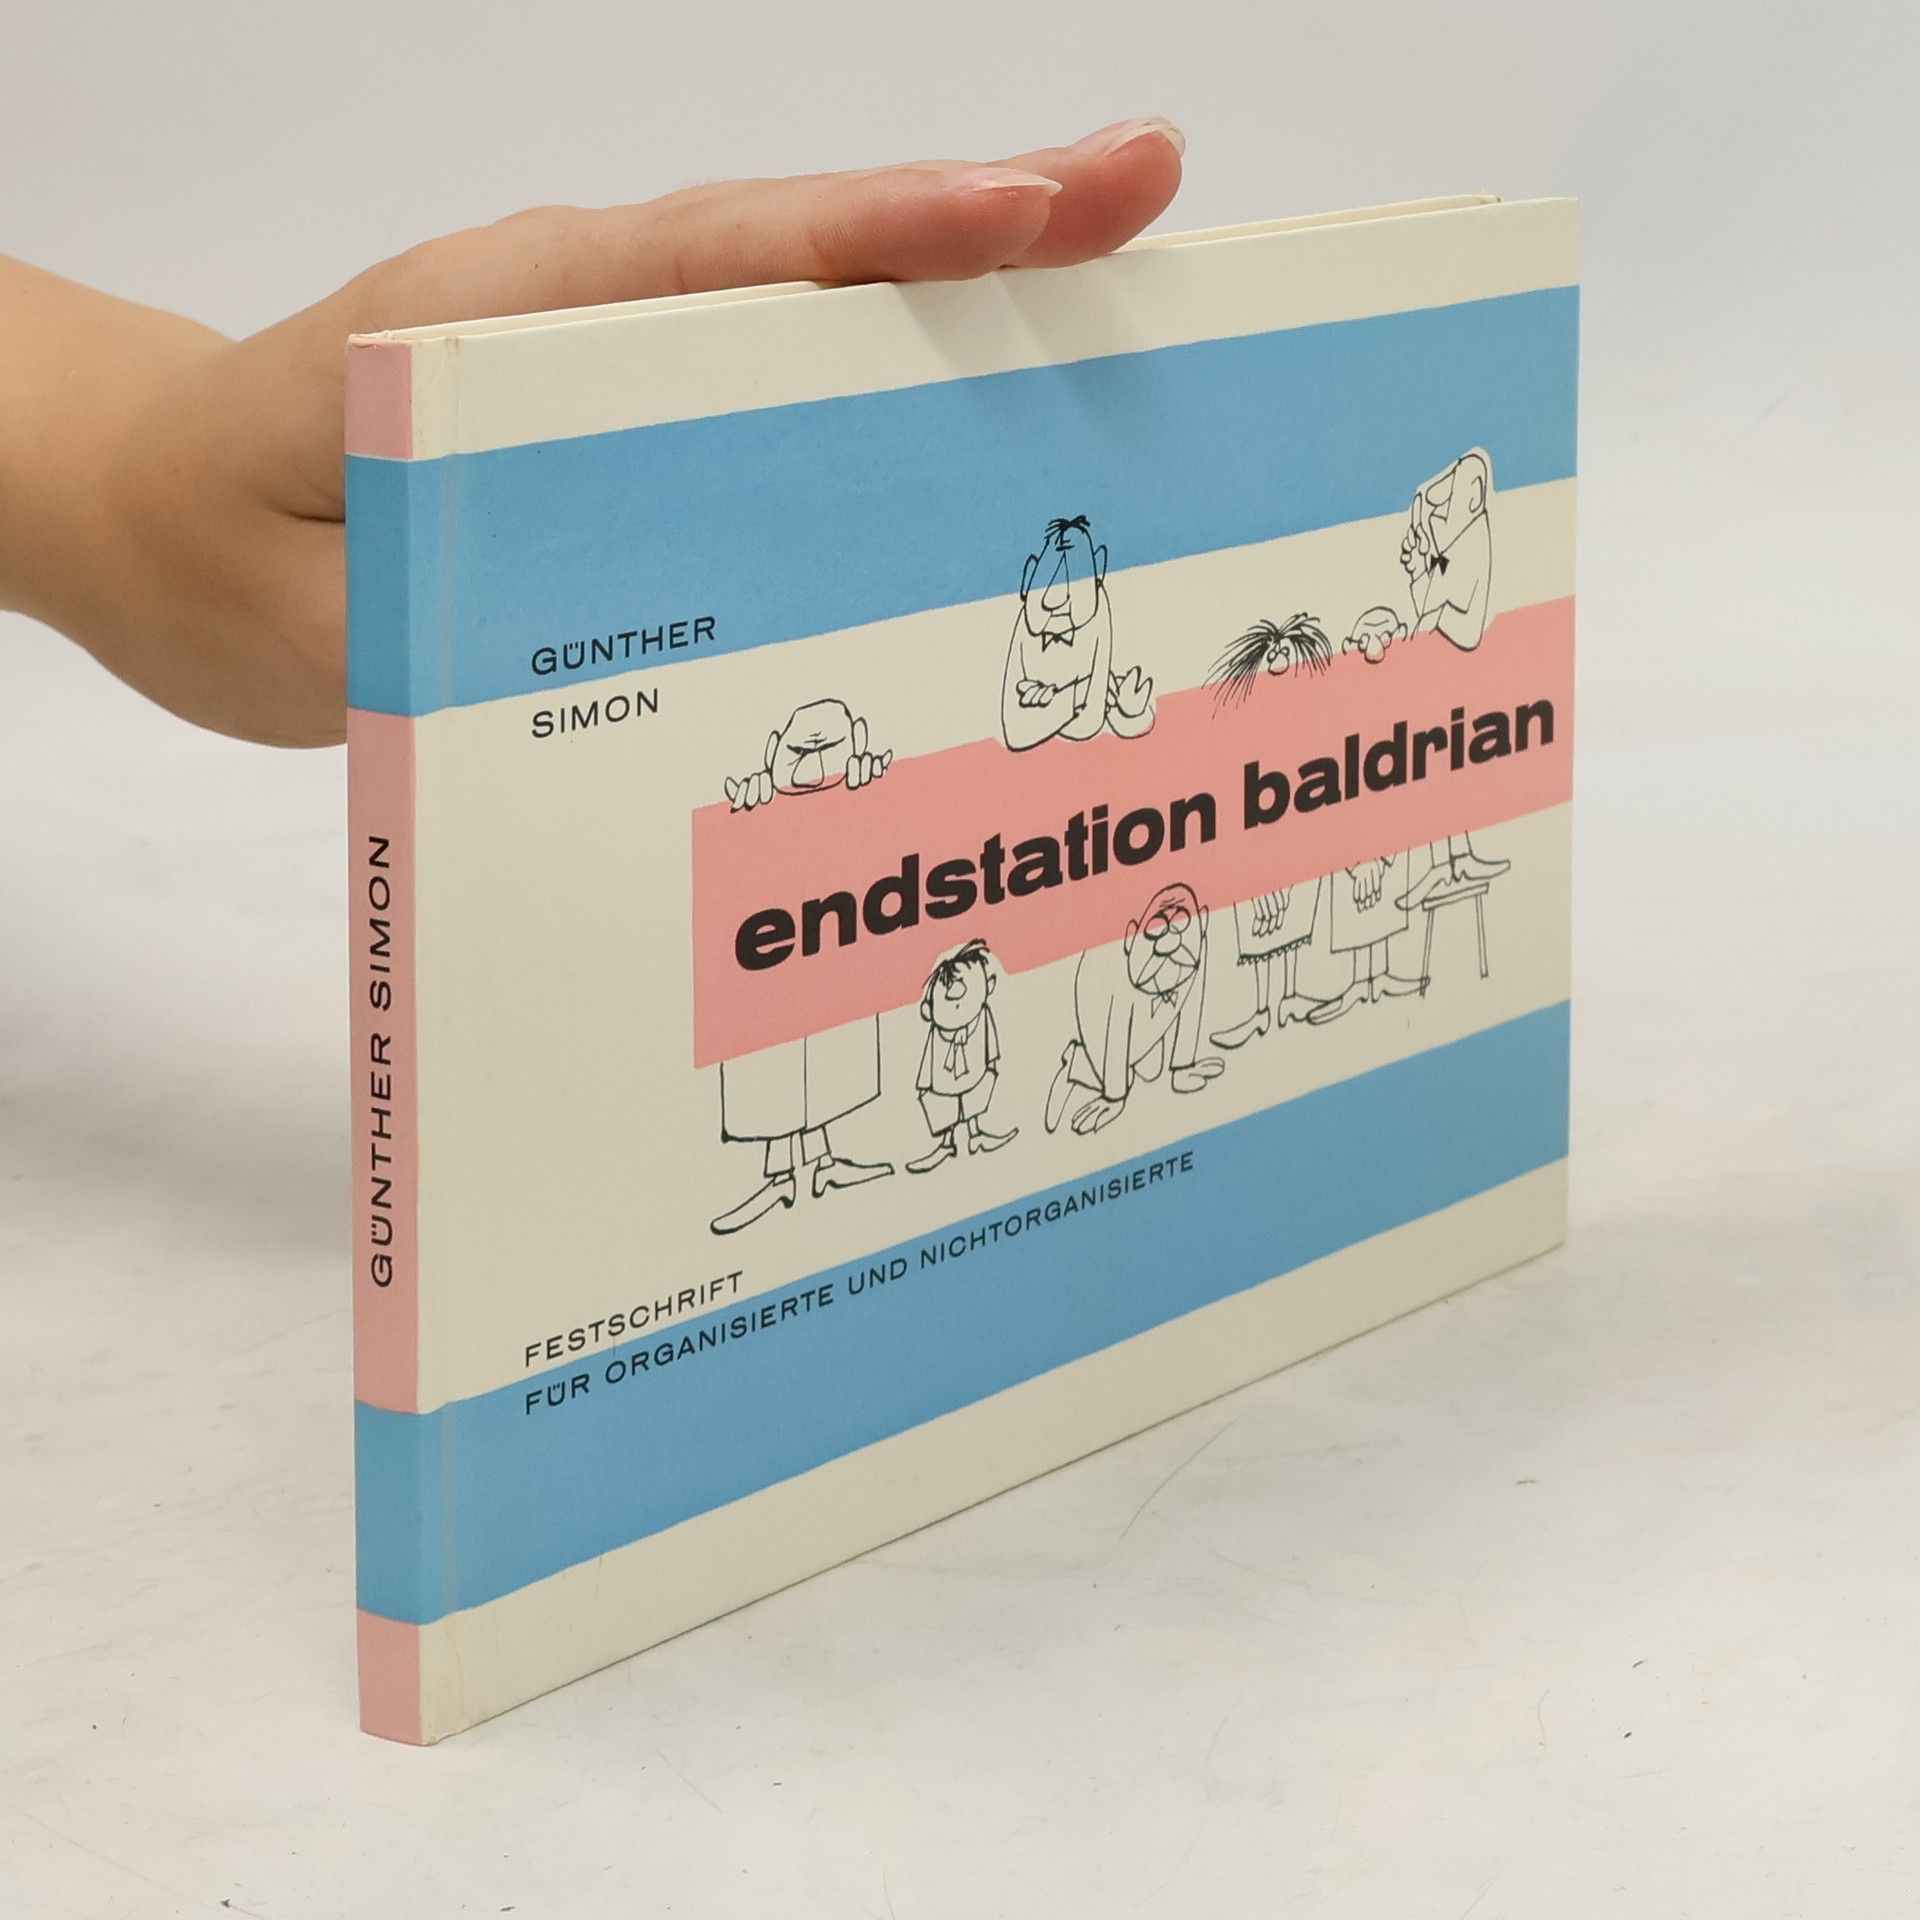 GÜNTHER SIMON
GÜNTHER
SIMON
endstation baldrian
FESTSCHRIFT
FÜR ORGANISIERTE UND NICHTORGANISIERTE